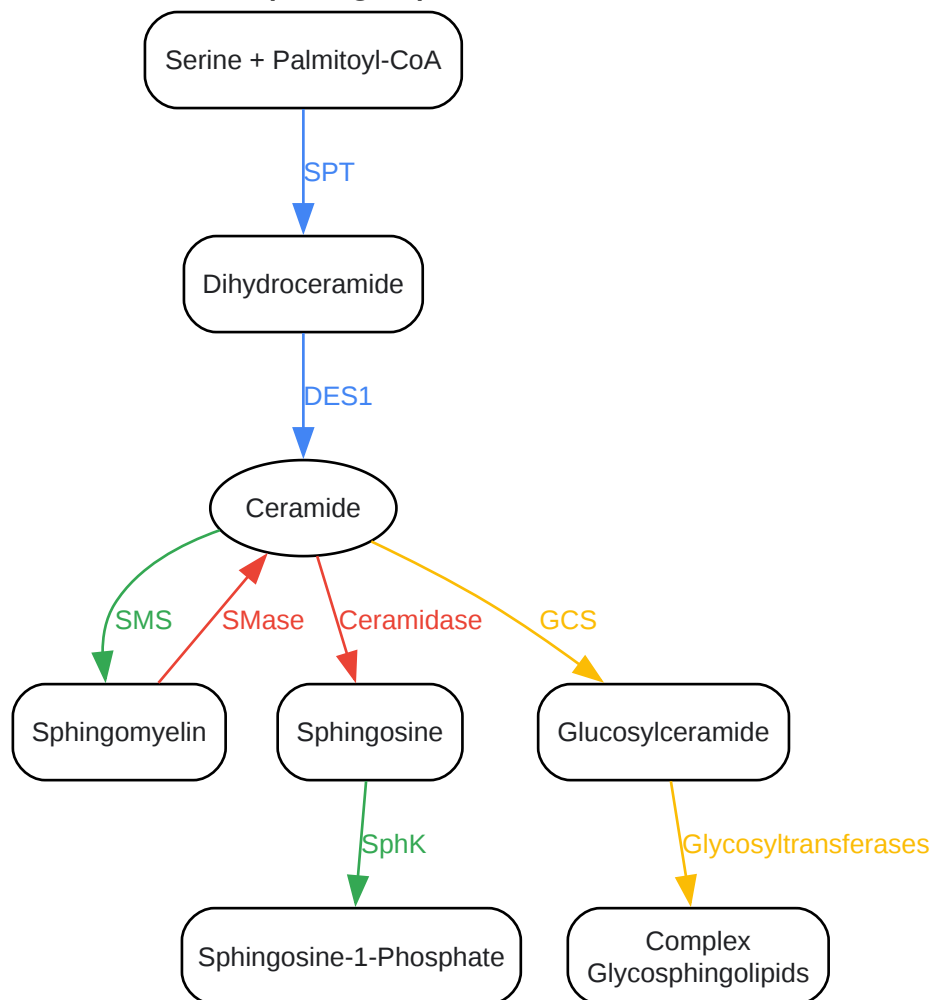 Serine + Palmitoyl-CoA
SPT
Dihydroceramide
DES1
Ceramide
SMS
SMase
Ceramidase
GCS
Sphingomyelin
Sphingosine
Glucosylceramide
SphK
Glycosyltransferases
Sphingosine-1-Phosphate
Complex
Glycosphingolipids